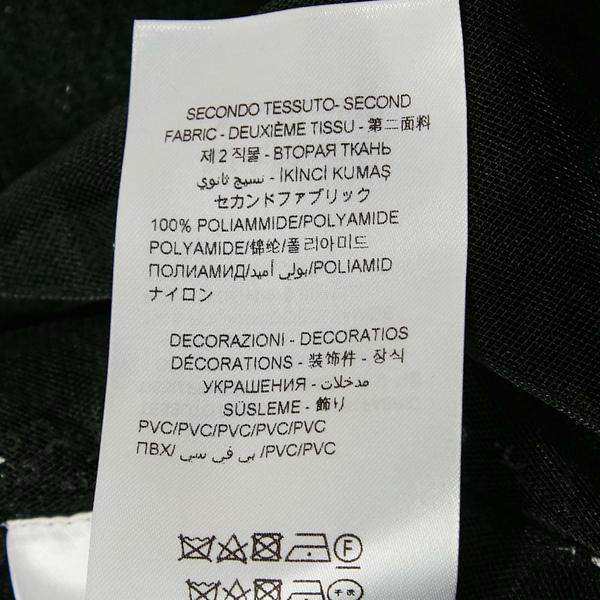 SECONDO TESSUTO- SECOND
FABRIC - DEUXIÈME TISSU - 第二面料
제 2 직물 - ВТОРАЯ ТКАНЬ
نسيج ثانوي - İKİNCİ KUMAŞ
セカンドファブリック
100% POLIAMMIDE/POLYAMIDE
POLYAMIDE/锦纶/폴리아미드
ПОЛИАМИД/بولي أميد/POLIAMID
ナイロン
DECORAZIONI - DECORATIOS
DÉCORATIONS - 装饰件 - 장식
УКРАШЕНИЯ - مدخلات
SÜSLEME - 飾り
PVC/PVC/PVC/PVC/PVC
ПВХ/ بي في سي /PVC/PVC
F